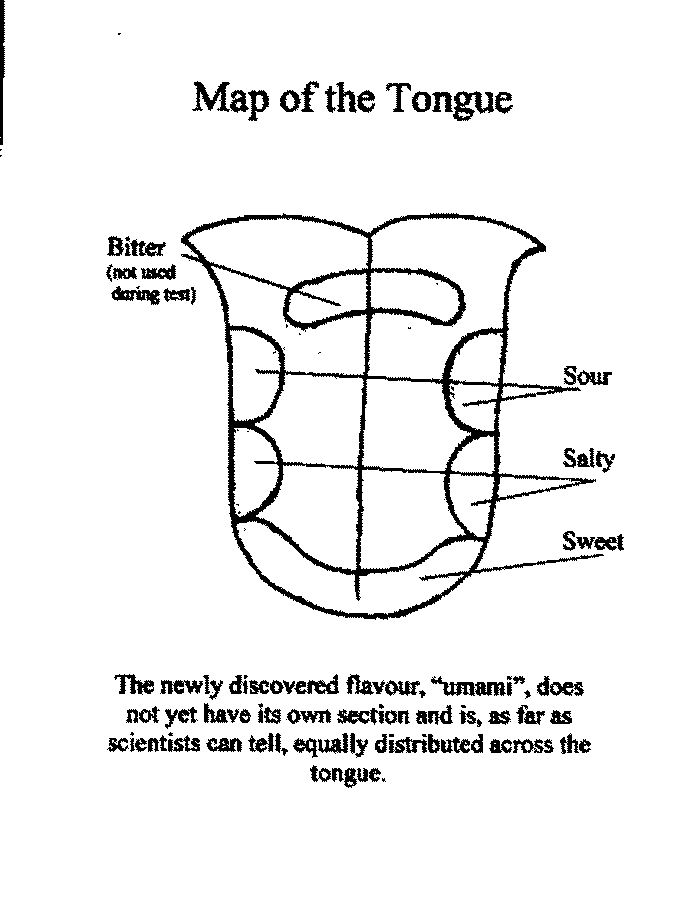 Map of the Tongue
Bitter
(not used
during test)
Sour
Salty
Sweet
The newly discovered flavour, “umami”, does
not yet have its own section and is, as far as
scientists can tell, equally distributed across the
tongue.